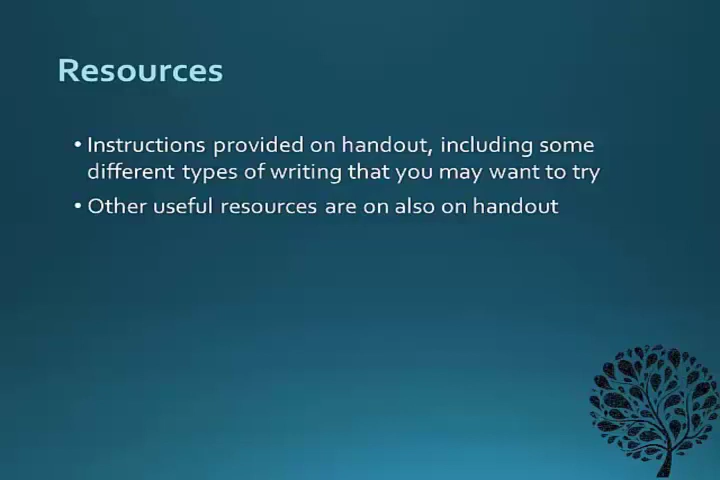 Resources
• Instructions provided on handout, including some
different types of writing that you may want to try
• Other useful resources are on also on handout